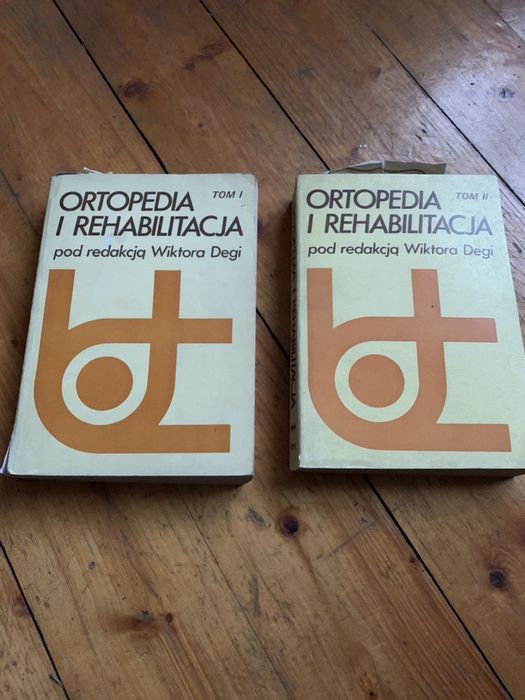 ORTOPEDIA TOM I
I REHABILITACJA
pod redakcją Wiktora Degi
ORTOPEDIA TOM II
I REHABILITACJA
pod redakcją Wiktora Degi